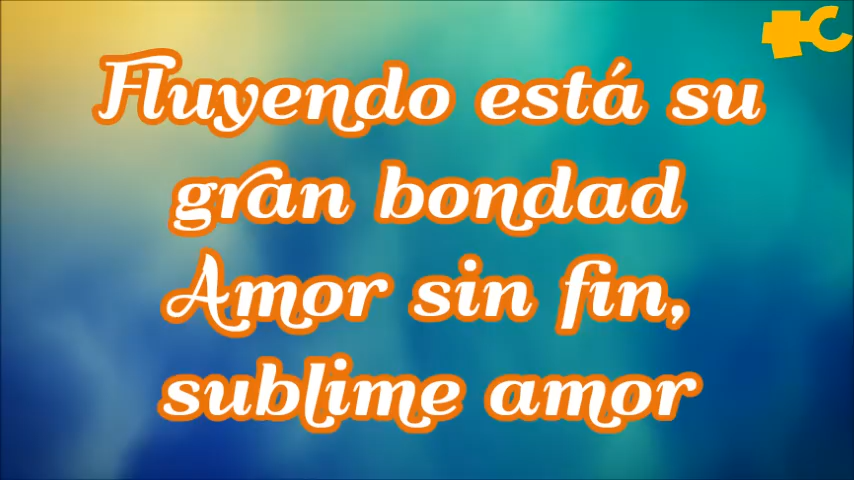 Fluyendo está su
gran bondad
Amor sin fin,
sublime amor